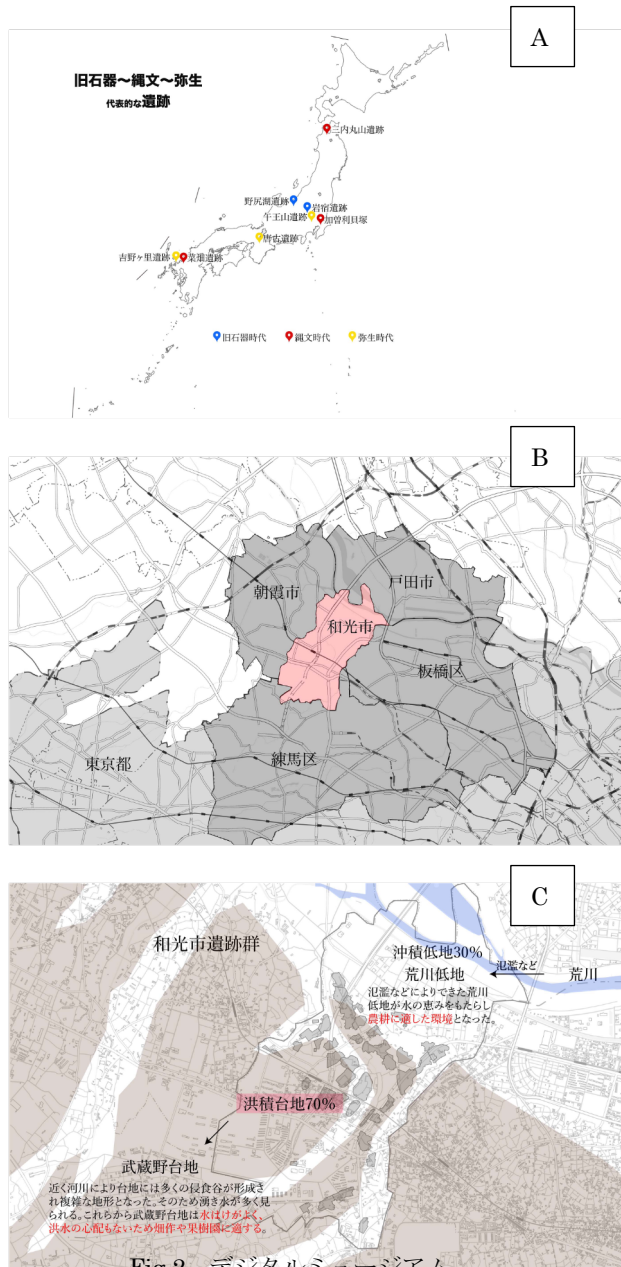 A
旧石器〜縄文〜弥生
代表的な遺跡
三内丸山遺跡
野尻湖遺跡
岩宿遺跡
午王山遺跡
加曽利貝塚
唐古遺跡
吉野ヶ里遺跡
菜畑遺跡
旧石器時代
縄文時代
弥生時代
B
朝霞市
戸田市
和光市
板橋区
東京都
練馬区
C
和光市遺跡群
沖積低地30%
荒川低地
氾濫など
荒川
氾濫などによりできた荒川
低地が水の恵みをもたらし
農耕に適した環境となった。
洪積台地70%
武蔵野台地
近く河川により台地には多くの侵食谷が形成さ
れ複雑な地形となった。そのため湧き水が多く見
られる。これから武蔵野台地は水はけがよく、
洪水の心配もないため畑作や果樹園に適する。
Fig.2 デジタルミュージアム